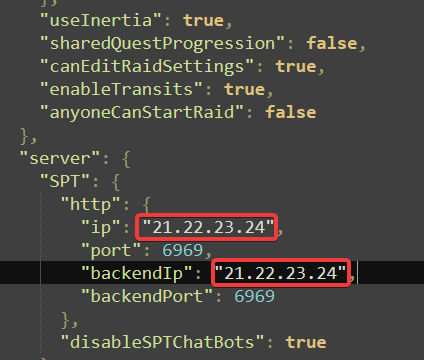 "useInertia": true,
"sharedQuestProgression": false,
"canEditRaidSettings": true,
"enableTransits": true,
"anyoneCanStartRaid": false
},
"server": {
"SPT": {
"http": {
"ip": "21.22.23.24",
"port": 6969,
"backendIp": "21.22.23.24",
"backendPort": 6969
},
"disableSPTChatBots": true